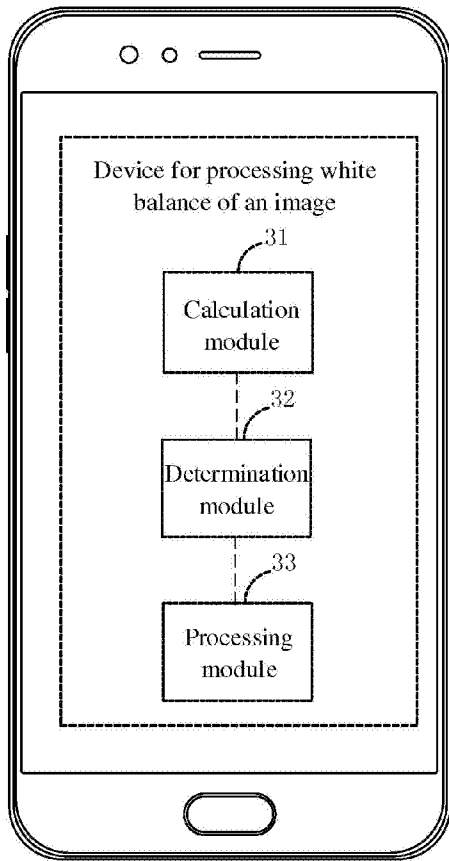 Device for processing white
balance of an image
31
Calculation
module
32
Determination
module
33
Processing
module